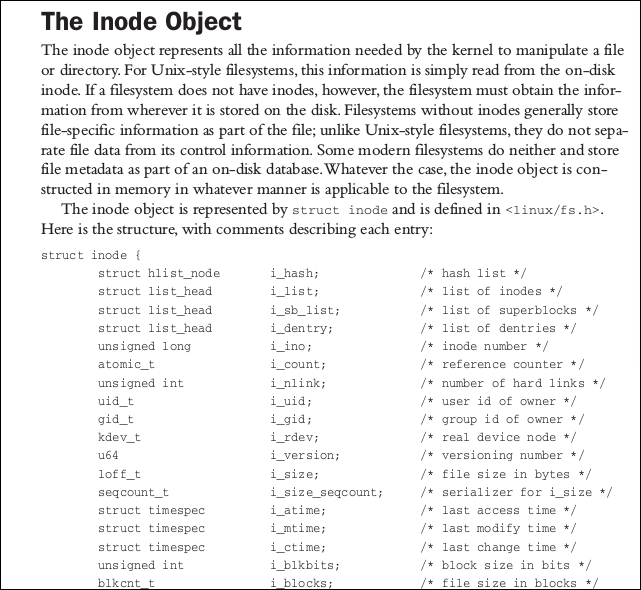 The Inode Object
The inode object represents all the information needed by the kernel to manipulate a file
or directory. For Unix-style filesystems, this information is simply read from the on-disk
inode. If a filesystem does not have inodes, however, the filesystem must obtain the infor-
mation from wherever it is stored on the disk. Filesystems without inodes generally store
file-specific information as part of the file; unlike Unix-style filesystems, they do not sepa-
rate file data from its control information. Some modern filesystems do neither and store
file metadata as part of an on-disk database. Whatever the case, the inode object is con-
structed in memory in whatever manner is applicable to the filesystem.
The inode object is represented by struct inode and is defined in <linux/fs.h>.
Here is the structure, with comments describing each entry:
struct inode {
struct hlist_node i_hash; /* hash list */
struct list_head i_list; /* list of inodes */
struct list_head i_sb_list; /* list of superblocks */
struct list_head i_dentry; /* list of dentries */
unsigned long i_ino; /* inode number */
atomic_t i_count; /* reference counter */
unsigned int i_nlink; /* number of hard links */
uid_t i_uid; /* user id of owner */
gid_t i_gid; /* group id of owner */
kdev_t i_rdev; /* real device node */
u64 i_version; /* versioning number */
loff_t i_size; /* file size in bytes */
seqcount_t i_size_seqcount; /* serializer for i_size */
struct timespec i_atime; /* last access time */
struct timespec i_mtime; /* last modify time */
struct timespec i_ctime; /* last change time */
unsigned int i_blkbits; /* block size in bits */
blkcnt_t i_blocks; /* file size in blocks */